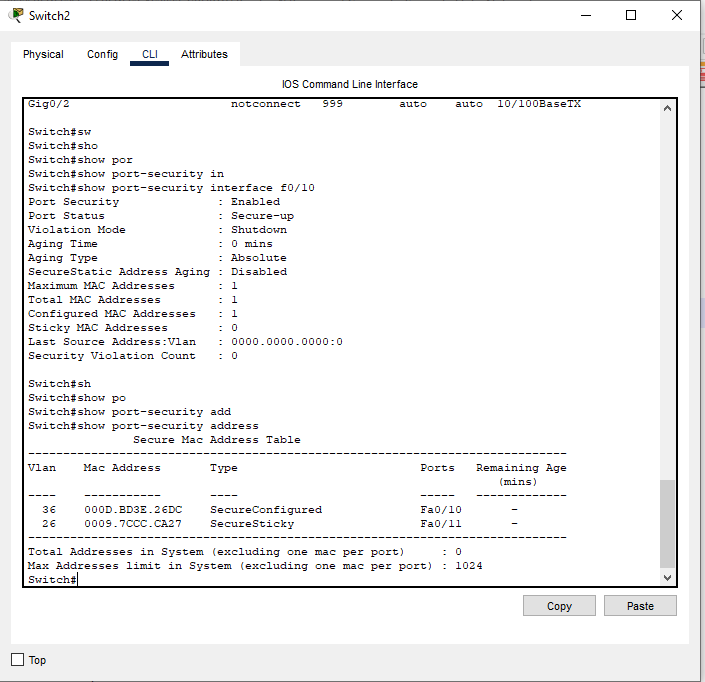 Switch2
Physical Config CLI Attributes
IOS Command Line Interface
Gig0/2 notconnect 999 auto auto 10/100BaseTX
Switch#sw
Switch#sho
Switch#show por
Switch#show port-security in
Switch#show port-security interface f0/10
Port Security : Enabled
Port Status : Secure-up
Violation Mode : Shutdown
Aging Time : 0 mins
Aging Type : Absolute
SecureStatic Address Aging : Disabled
Maximum MAC Addresses : 1
Total MAC Addresses : 1
Configured MAC Addresses : 1
Sticky MAC Addresses : 0
Last Source Address:Vlan : 0000.0000.0000:0
Security Violation Count : 0
Switch#sh
Switch#show po
Switch#show port-security add
Switch#show port-security address
Secure Mac Address Table
-------------------------------------------------------------------------------
Vlan Mac Address Type Ports Remaining Age
(mins)
---- ----------- ---- ----- -------------
36 000D.BD3E.26DC SecureConfigured Fa0/10 -
26 0009.7CCC.CA27 SecureSticky Fa0/11 -
-------------------------------------------------------------------------------
Total Addresses in System (excluding one mac per port) : 0
Max Addresses limit in System (excluding one mac per port) : 1024
Switch#
Copy Paste
Top